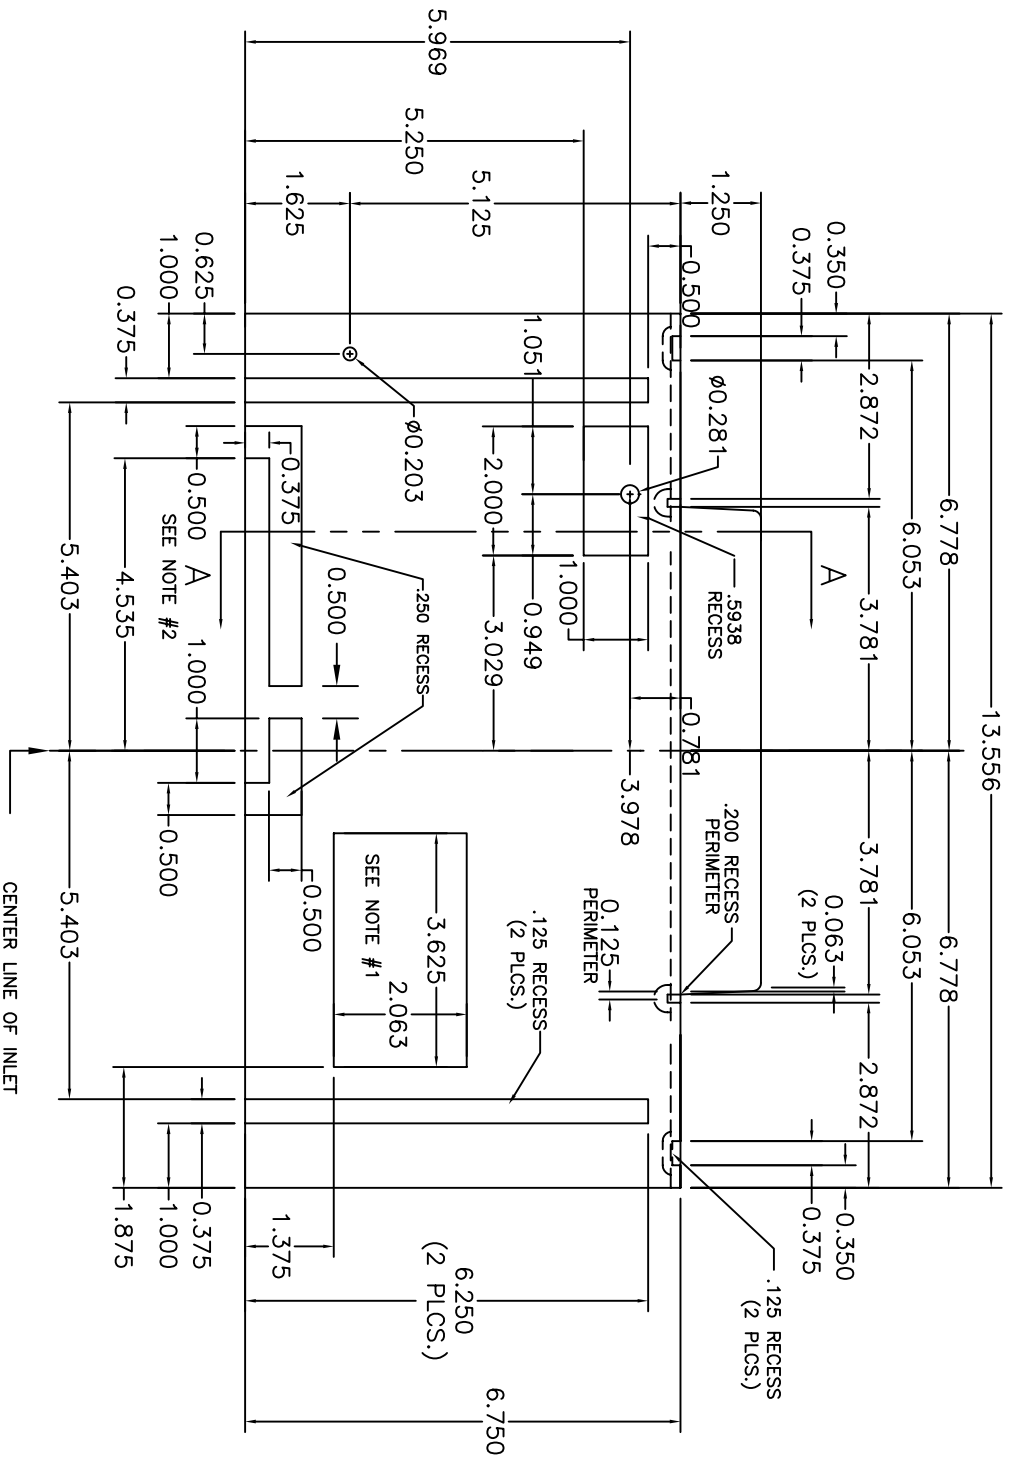 13.556
6.778
6.778
6.053
6.053
2.872
3.781
3.781
2.872
0.350
0.350
0.375
0.063
(2 PLCS.)
0.375
A
.125 RECESS
(2 PLCS.)
1.250
.200 RECESS
PERIMETER
ø0.281
.5938
RECESS
0.500
0.781
0.125
PERIMETER
3.978
6.750
5.125
1.000
0.949
1.051
.125 RECESS
(2 PLCS.)
2.000
3.029
6.250
(2 PLCS.)
5.969
5.250
ø0.203
.250 RECESS
3.625
2.063
SEE NOTE #1
0.500
0.500
1.625
0.375
1.375
0.625
0.500
1.000
0.500
A
0.375
1.000
1.000
SEE NOTE #2
0.375
4.535
1.875
5.403
5.403
CENTER LINE OF INLET